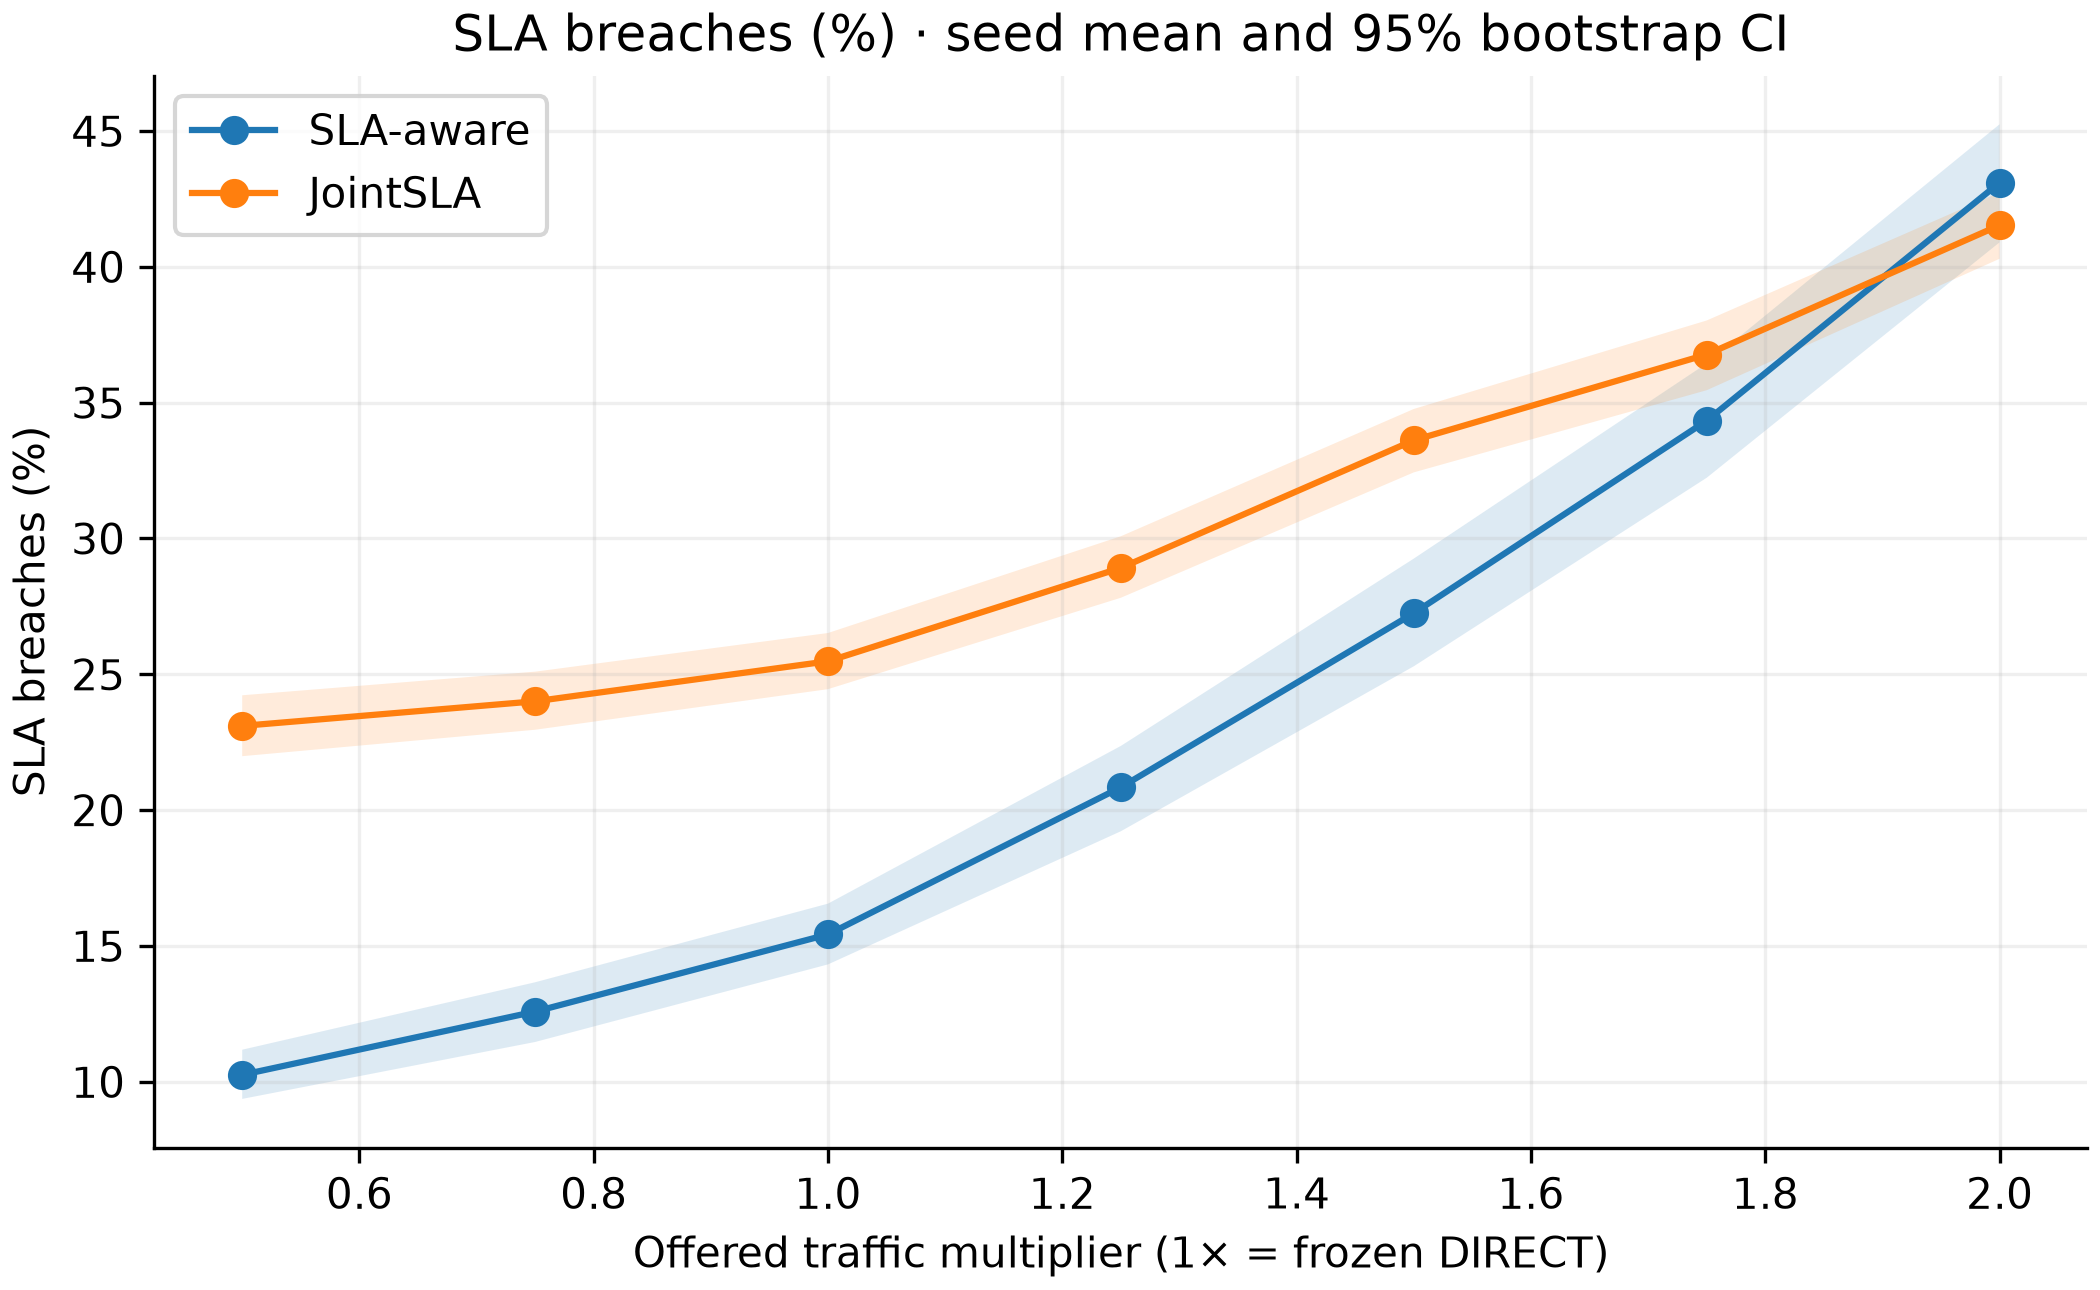 SLA breaches (%) · seed mean and 95% bootstrap CI
SLA-aware
JointSLA
SLA breaches (%)
45
40
35
30
25
20
15
10
0.6 0.8 1.0 1.2 1.4 1.6 1.8 2.0
Offered traffic multiplier (1× = frozen DIRECT)